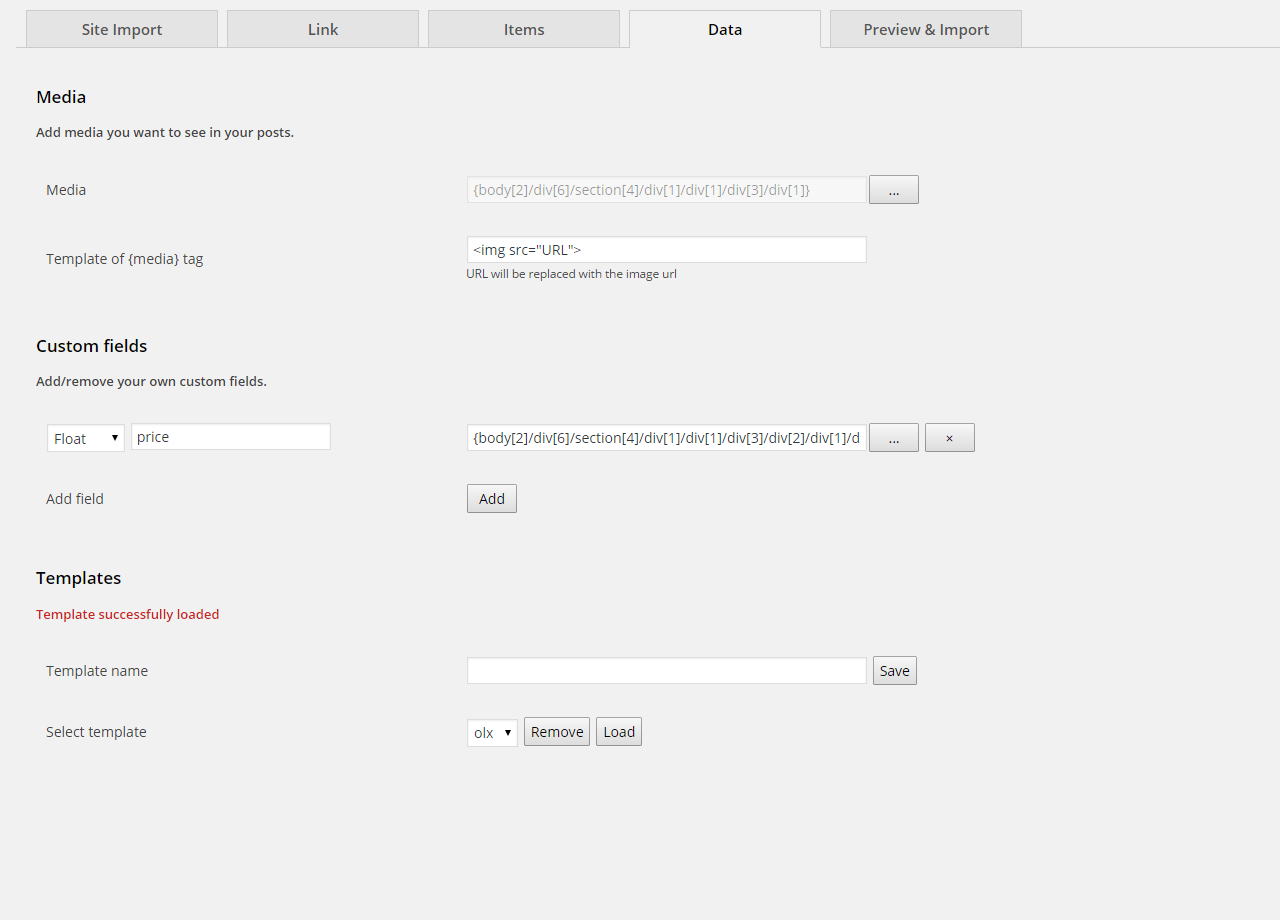 Site Import
Link
Items
Data
Preview & Import
Media
Add media you want to see in your posts.
Media
{body[2]/div[6]/section[4]/div[1]/div[1]/div[3]/div[1]}
...
Template of {media} tag
<img src="URL">
URL will be replaced with the image url
Custom fields
Add/remove your own custom fields.
Float
price
{body[2]/div[6]/section[4]/div[1]/div[1]/div[3]/div[2]/div[1]/d
...
×
Add field
Add
Templates
Template successfully loaded
Template name
Save
Select template
olx
Remove
Load